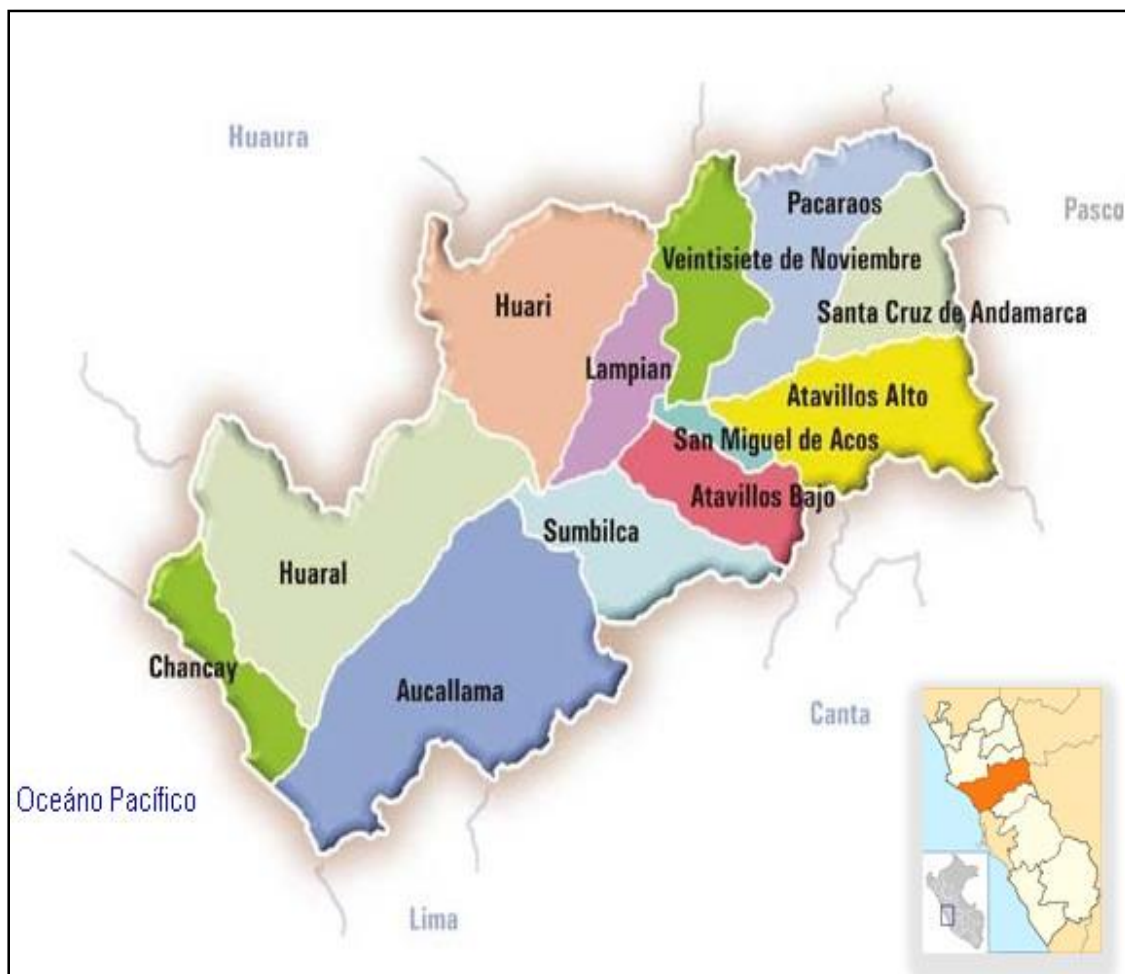 Huaura
Pacaraos
Pasco
Veintisiete de Noviembre
Huari
Santa Cruz de Andamarca
Lampian
Atavillos Alto
San Miguel de Acos
Atavillos Bajo
Sumbilca
Huaral
Chancay
Aucallama
Canta
Oceáno Pacífico
Lima